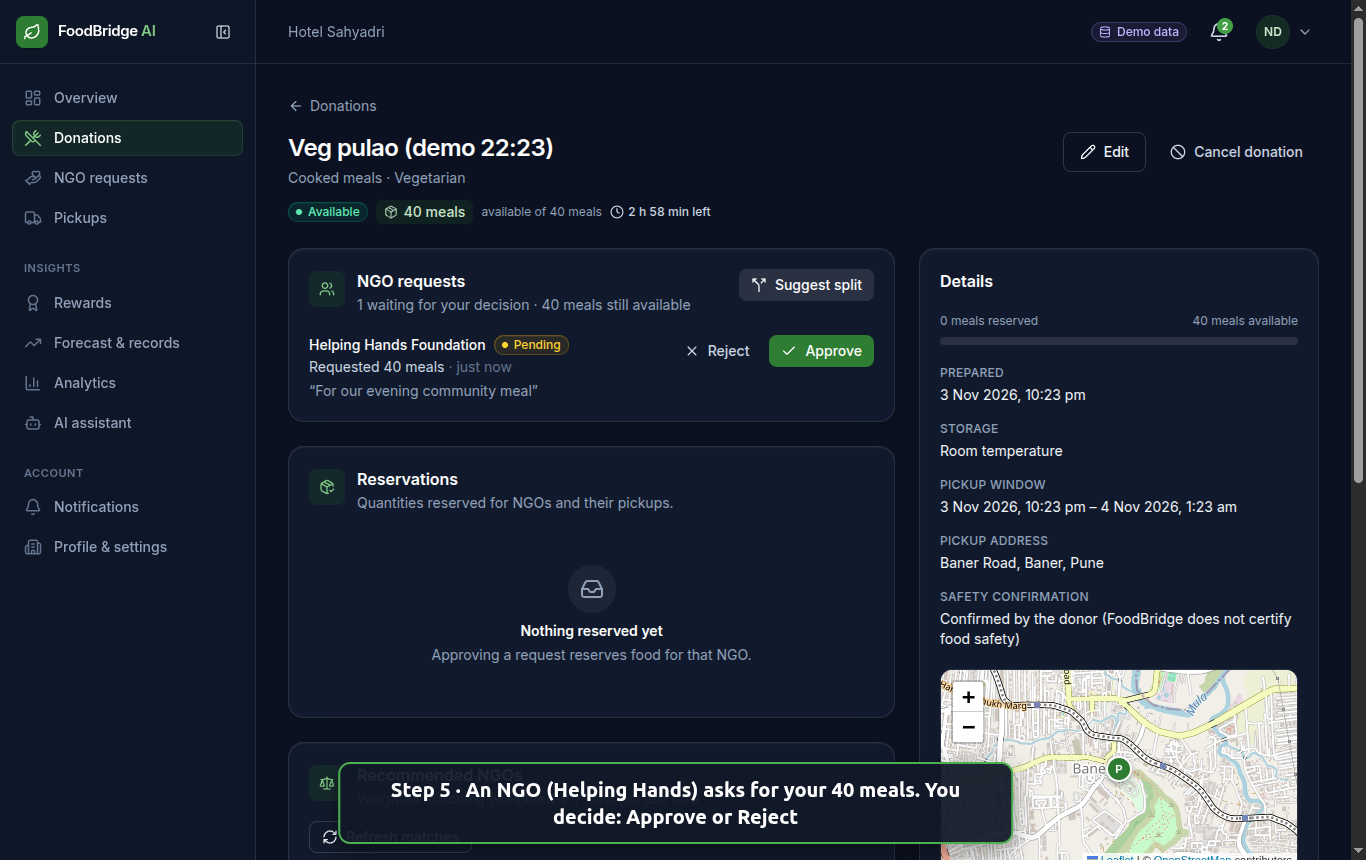 FoodBridge AI
Hotel Sahyadri
Demo data
2
ND
Overview
Donations
NGO requests
Pickups
INSIGHTS
Rewards
Forecast & records
Analytics
AI assistant
ACCOUNT
Notifications
Profile & settings
Donations
Veg pulao (demo 22:23)
Cooked meals · Vegetarian
Edit
Cancel donation
Available
40 meals
available of 40 meals
2 h 58 min left
NGO requests
1 waiting for your decision · 40 meals still available
Suggest split
Helping Hands Foundation
Pending
Requested 40 meals · just now
“For our evening community meal”
Reject
Approve
Reservations
Quantities reserved for NGOs and their pickups.
Nothing reserved yet
Approving a request reserves food for that NGO.
Recommended NGOs
Refresh matches
Step 5 · An NGO (Helping Hands) asks for your 40 meals. You
decide: Approve or Reject
Details
0 meals reserved
40 meals available
PREPARED
3 Nov 2026, 10:23 pm
STORAGE
Room temperature
PICKUP WINDOW
3 Nov 2026, 10:23 pm – 4 Nov 2026, 1:23 am
PICKUP ADDRESS
Baner Road, Baner, Pune
SAFETY CONFIRMATION
Confirmed by the donor (FoodBridge does not certify
food safety)
+
−
Marg
Mula
Bane
P
Leaflet | © OpenStreetMap contributors